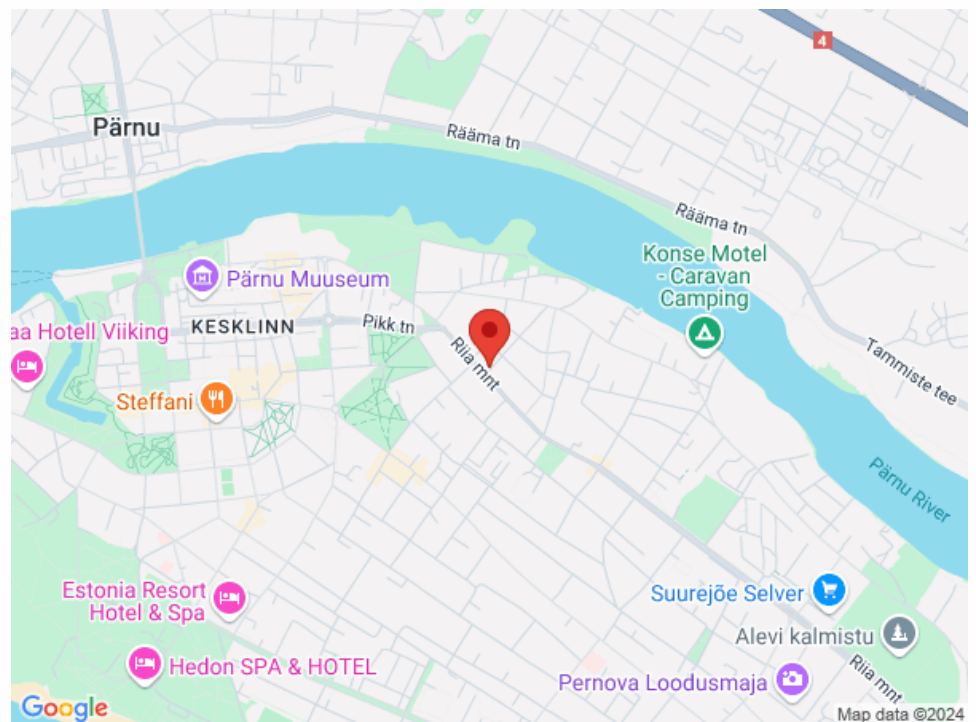 4
Pärnu
Rääma tn
Rääma tn
Konse Motel
- Caravan
Camping
Pärnu Muuseum
KESKLINN
Pikk tn
aa Hotell Viiking
Riia mnt
Tammiste tee
Steffani
Pärnu River
Estonia Resort
Hotel & Spa
Suurejõe Selver
Alevi kalmistu
Hedon SPA & HOTEL
Pernova Loodusmaja
Riia mnt
Google
Map data ©2024